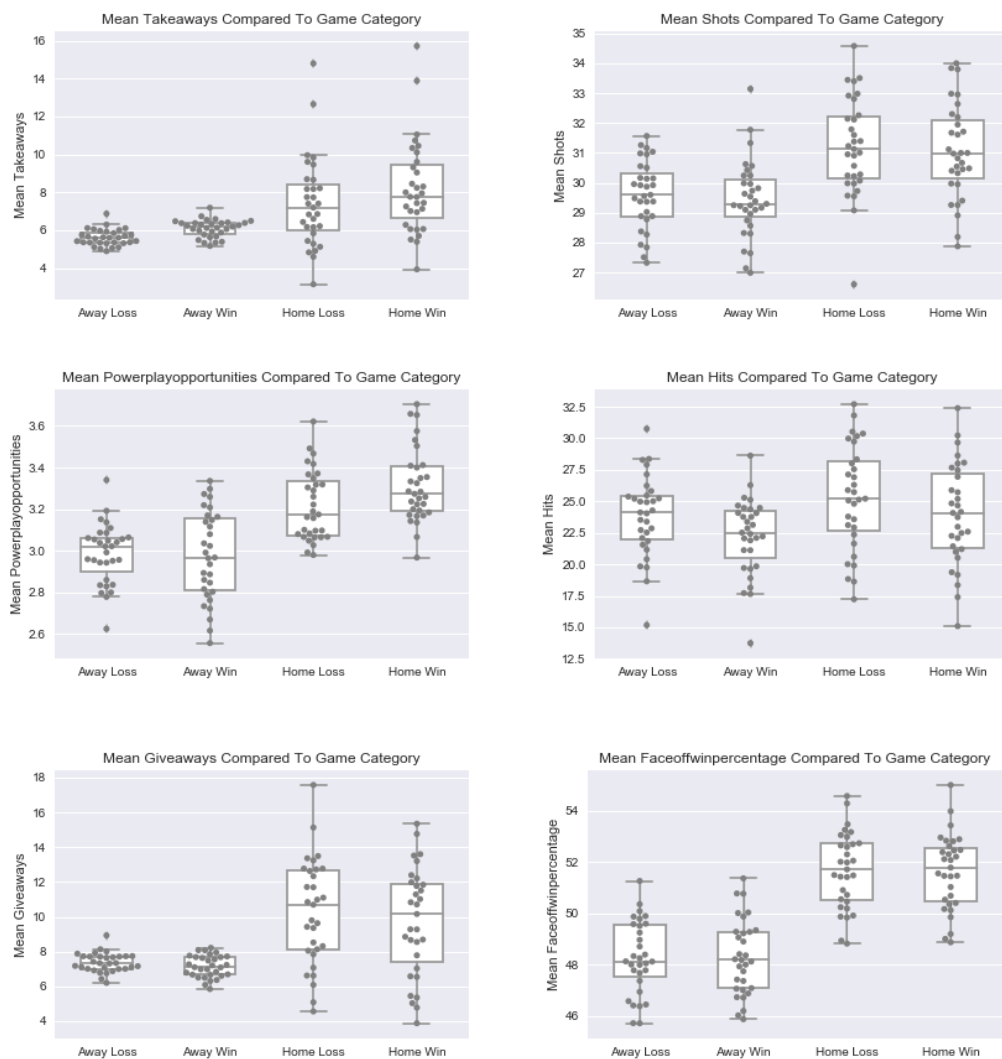 Mean Takeaways Compared To Game Category
Mean Takeaways
16
14
12
10
8
6
4
Away Loss Away Win Home Loss Home Win
Mean Shots Compared To Game Category
Mean Shots
35
34
33
32
31
30
29
28
27
Away Loss Away Win Home Loss Home Win
Mean Powerplayopportunities Compared To Game Category
Mean Powerplayopportunities
3.6
3.4
3.2
3.0
2.8
2.6
Away Loss Away Win Home Loss Home Win
Mean Hits Compared To Game Category
Mean Hits
32.5
30.0
27.5
25.0
22.5
20.0
17.5
15.0
12.5
Away Loss Away Win Home Loss Home Win
Mean Giveaways Compared To Game Category
Mean Giveaways
18
16
14
12
10
8
6
4
Away Loss Away Win Home Loss Home Win
Mean Faceoffwinpercentage Compared To Game Category
Mean Faceoffwinpercentage
54
52
50
48
46
Away Loss Away Win Home Loss Home Win